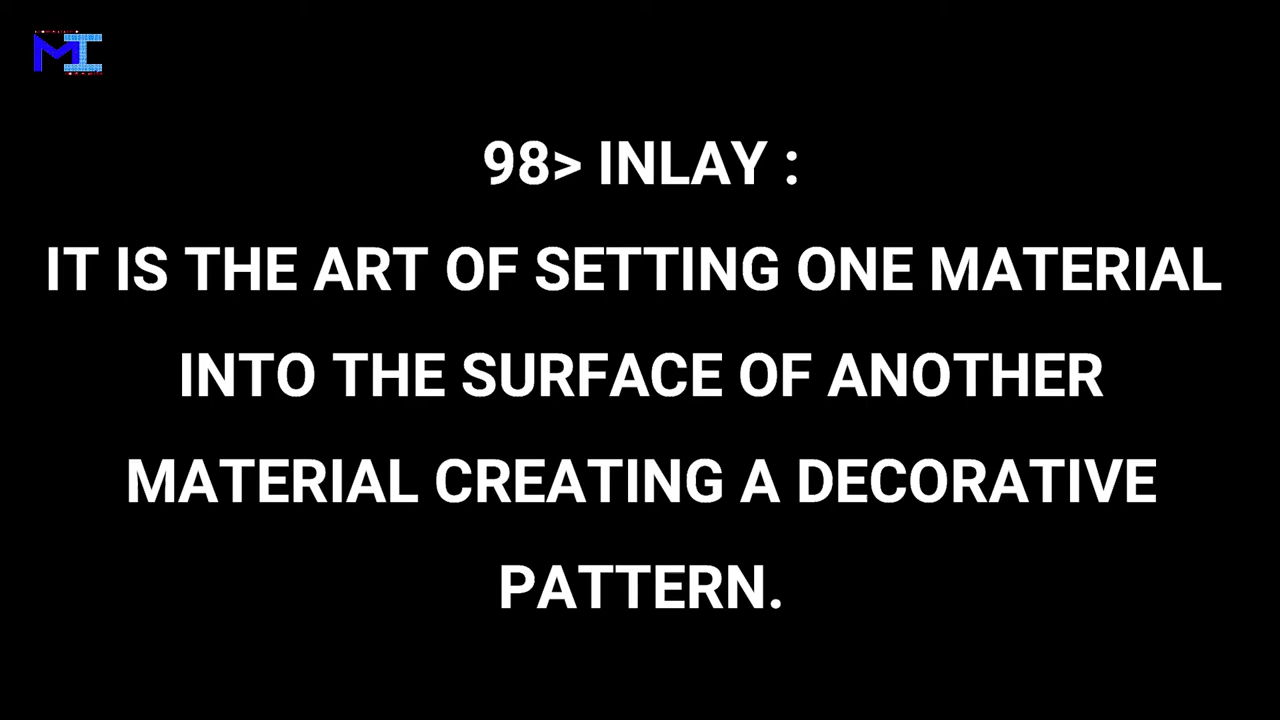 MI
98> INLAY :
IT IS THE ART OF SETTING ONE MATERIAL
INTO THE SURFACE OF ANOTHER
MATERIAL CREATING A DECORATIVE
PATTERN.